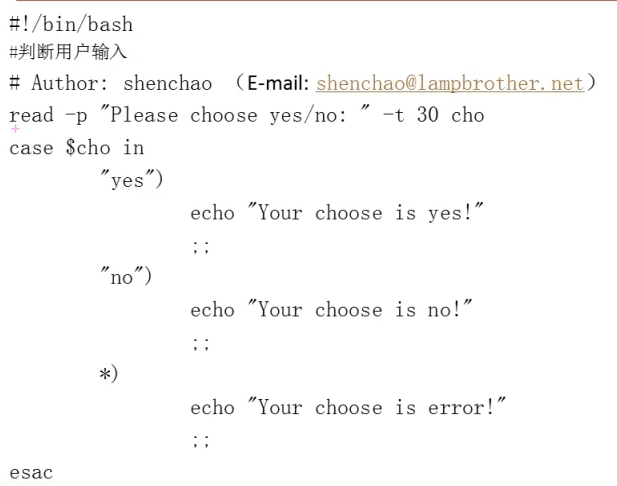 #!/bin/bash
#判断用户输入
# Author: shenchao （E-mail: shenchao@lampbrother.net）
read -p "Please choose yes/no: " -t 30 cho
case $cho in
        "yes")
                echo "Your choose is yes!"
                ;;
        "no")
                echo "Your choose is no!"
                ;;
        *)
                echo "Your choose is error!"
                ;;
esac